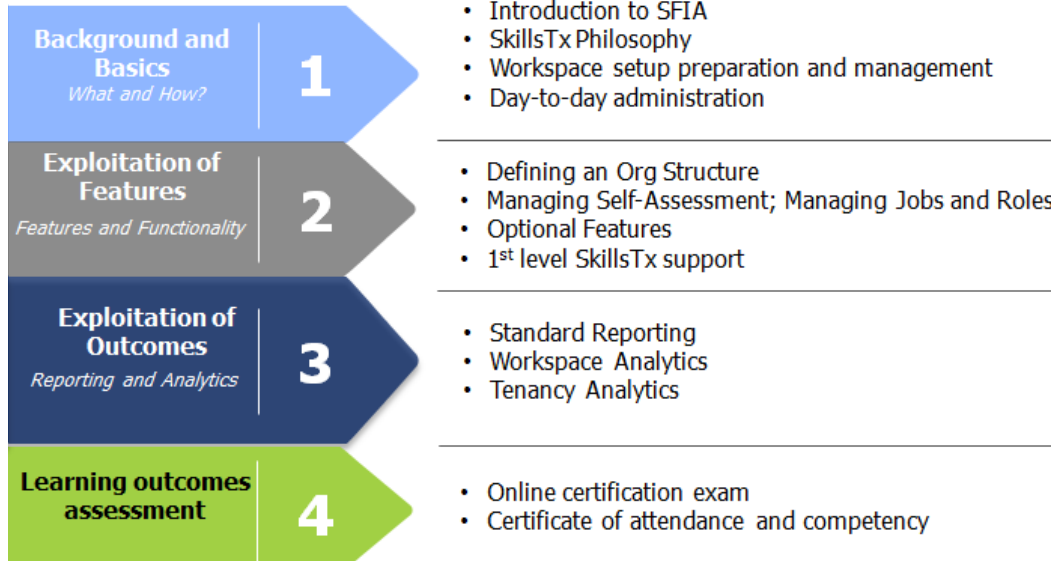 Background and
Basics
What and How?
1
• Introduction to SFIA
• SkillsTx Philosophy
• Workspace setup preparation and management
• Day-to-day administration
Exploitation of
Features
Features and Functionality
2
• Defining an Org Structure
• Managing Self-Assessment; Managing Jobs and Roles
• Optional Features
• 1st level SkillsTx support
Exploitation of
Outcomes
Reporting and Analytics
3
• Standard Reporting
• Workspace Analytics
• Tenancy Analytics
Learning outcomes
assessment
4
• Online certification exam
• Certificate of attendance and competency